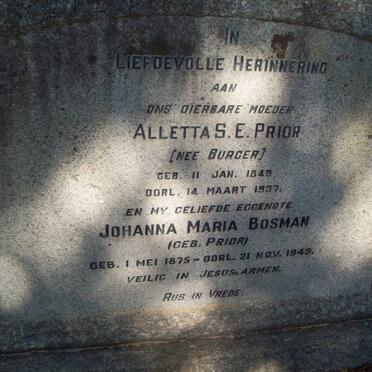 IN
LIEFDEVOLLE HERINNERING
AAN
ONS DIERBARE MOEDER
ALLETTA S. E. PRIOR
(NEE BURGER)
GEB. 11 JAN. 1849
OORL. 14 MAART 1937.
EN MY GELIEFDE EGGENOTE
JOHANNA MARIA BOSMAN
(GEB. PRIOR)
GEB. 1 MEI 1875 – OORL. 21 NOV. 1949.
VEILIG IN JESUS ARMEN.
RUS IN VREDE.